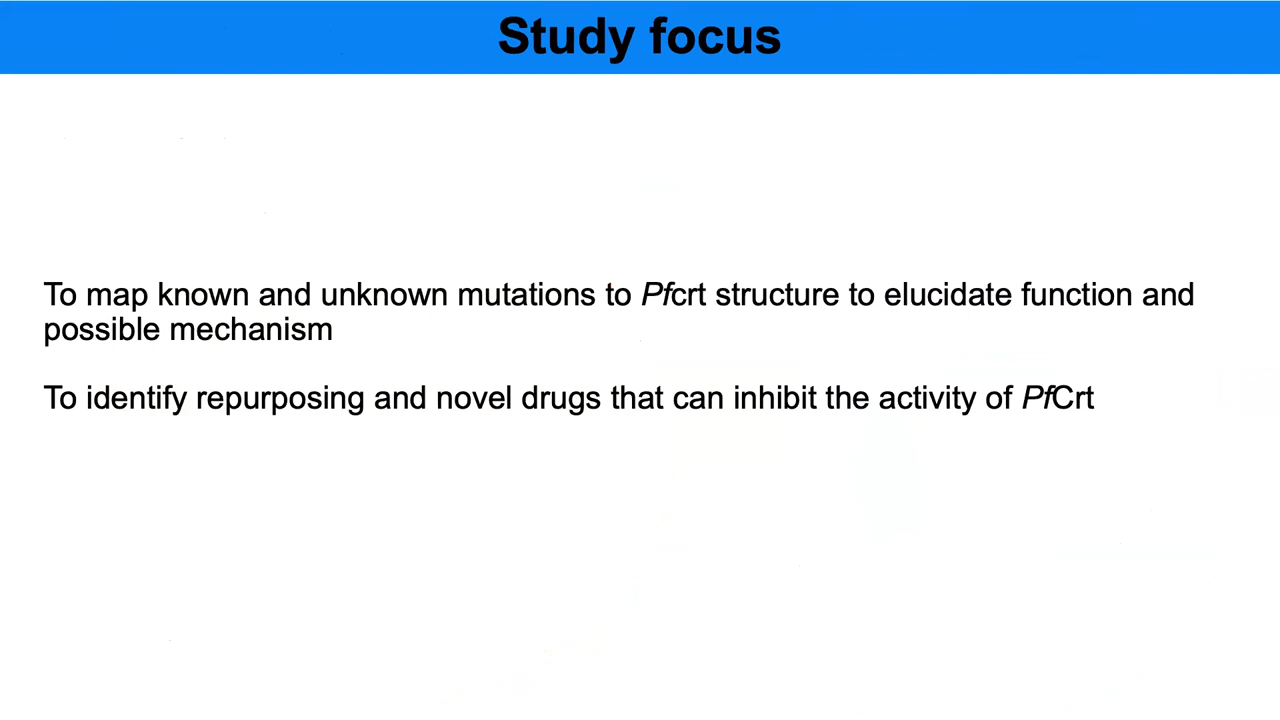 Study focus
To map known and unknown mutations to Pfcrt structure to elucidate function and
possible mechanism
To identify repurposing and novel drugs that can inhibit the activity of PfCrt